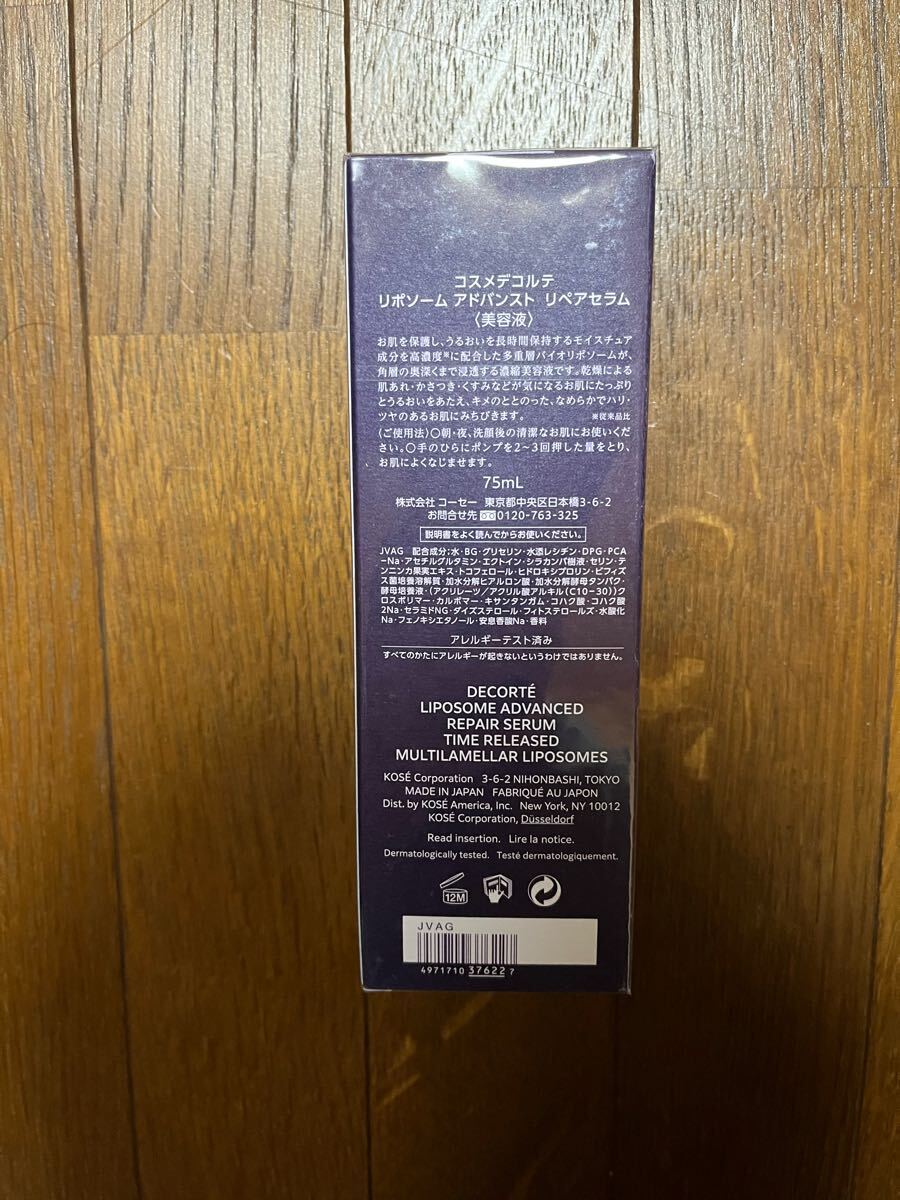 コスメデコルテ
リポソーム アドバンスト リペアセラム
〈美容液〉
お肌を保護し、うるおいを長時間保持するモイスチュア
成分を高濃度※に配合した多重層バイオリポソームが、
角層の奥深くまで浸透する濃縮美容液です。乾燥による
肌あれ・かさつき・くすみなどが気になるお肌にたっぷり
とうるおいをあたえ、キメのととのった、なめらかでハリ・
ツヤのあるお肌にみちびきます。 ※従来品比
〈ご使用法〉○朝・夜、洗顔後の清潔なお肌にお使いくだ
さい。○手のひらにポンプを2〜3回押した量をとり、
お肌によくなじませます。
75mL
株式会社 コーセー 東京都中央区日本橋3-6-2
お問合せ先 0120-763-325
説明書をよく読んでからお使いください。
JVAG 配合成分：水・BG・グリセリン・水添レシチン・DPG・PCA
-Na・アセチルグルタミン・エクトイン・シラカンバ樹液・セリン・テ
ンニンカ果実エキス・トコフェロール・ヒドロキシプロリン・ビフィズ
ス菌培養溶解質・加水分解ヒアルロン酸・加水分解酵母タンパク・
酵母培養液・(アクリレーツ/アクリル酸アルキル(C10-30))ク
ロスポリマー・カルボマー・キサンタンガム・コハク酸・コハク酸
2Na・セラミドNG・ダイズステロール・フィトステロールズ・水酸化
Na・フェノキシエタノール・安息香酸Na・香料
アレルギーテスト済み
すべてのかたにアレルギーが起きないというわけではありません。
DECORTÉ
LIPOSOME ADVANCED
REPAIR SERUM
TIME RELEASED
MULTILAMELLAR LIPOSOMES
KOSÉ Corporation 3-6-2 NIHONBASHI, TOKYO
MADE IN JAPAN FABRIQUÉ AU JAPON
Dist. by KOSÉ America, Inc. New York, NY 10012
KOSÉ Corporation, Düsseldorf
Read insertion. Lire la notice.
Dermatologically tested. Testé dermatologiquement.
12M
JVAG
4971710 37622 7